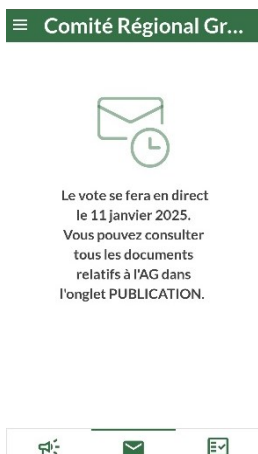 Comité Régional Gr...
Le vote se fera en direct
le 11 janvier 2025.
Vous pouvez consulter
tous les documents
relatifs à l'AG dans
l'onglet PUBLICATION.